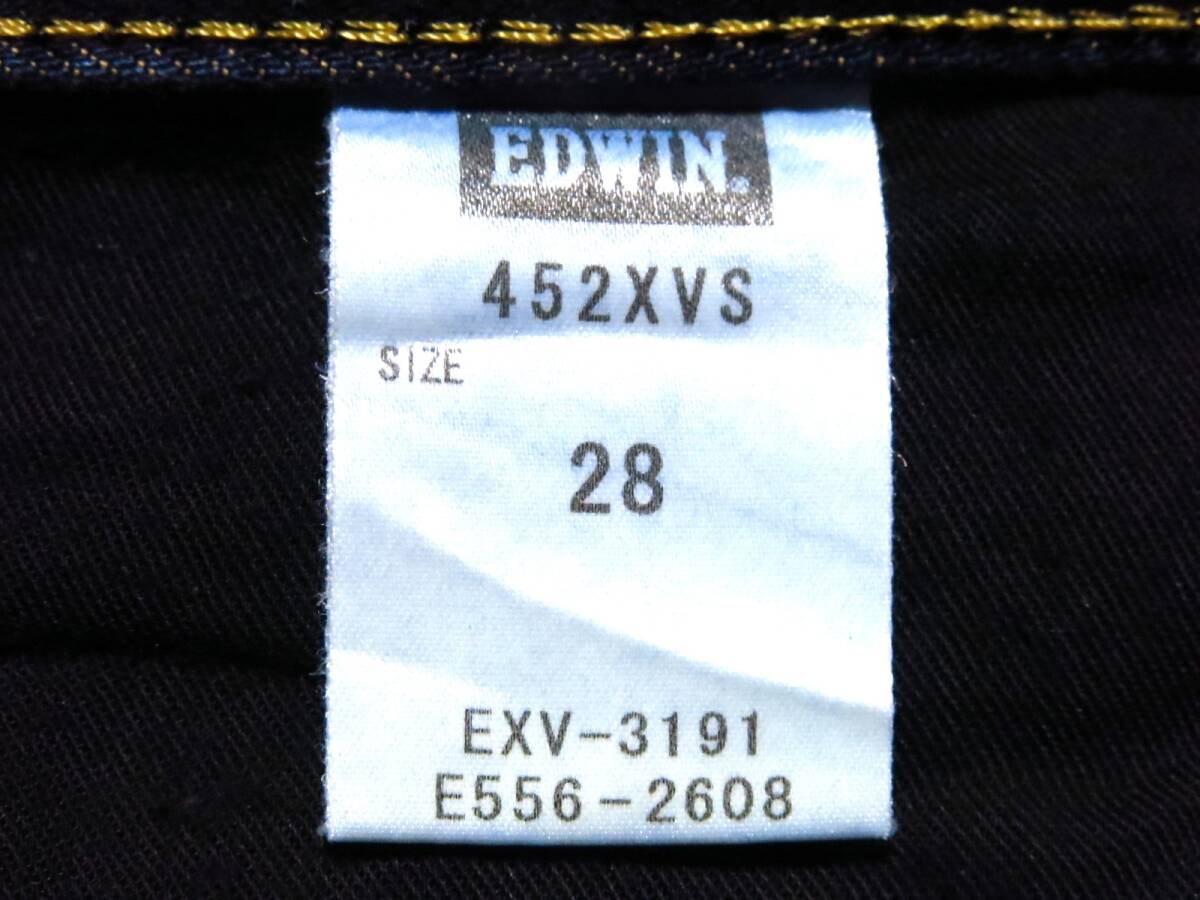 EDWIN.
452XVS
SIZE
28
EXV-3191
E556-2608